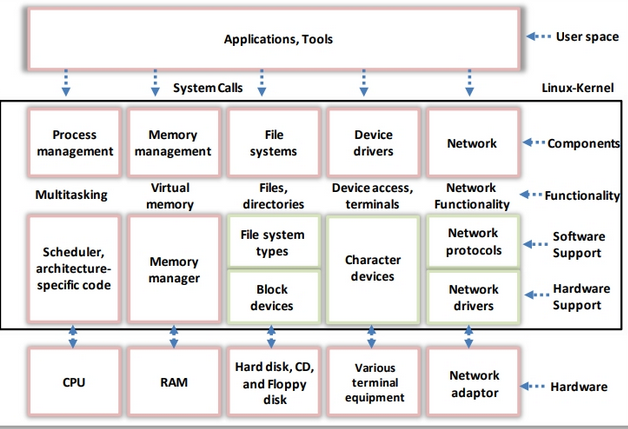 Applications, Tools
User space
System Calls
Linux-Kernel
Process
management
Memory
management
File
systems
Device
drivers
Network
Components
Multitasking
Virtual
memory
Files,
directories
Device access,
terminals
Network
Functionality
Functionality
Scheduler,
architecture-
specific code
Memory
manager
File system
types
Block
devices
Character
devices
Network
protocols
Network
drivers
Software
Support
Hardware
Support
CPU
RAM
Hard disk, CD,
and Floppy
disk
Various
terminal
equipment
Network
adaptor
Hardware